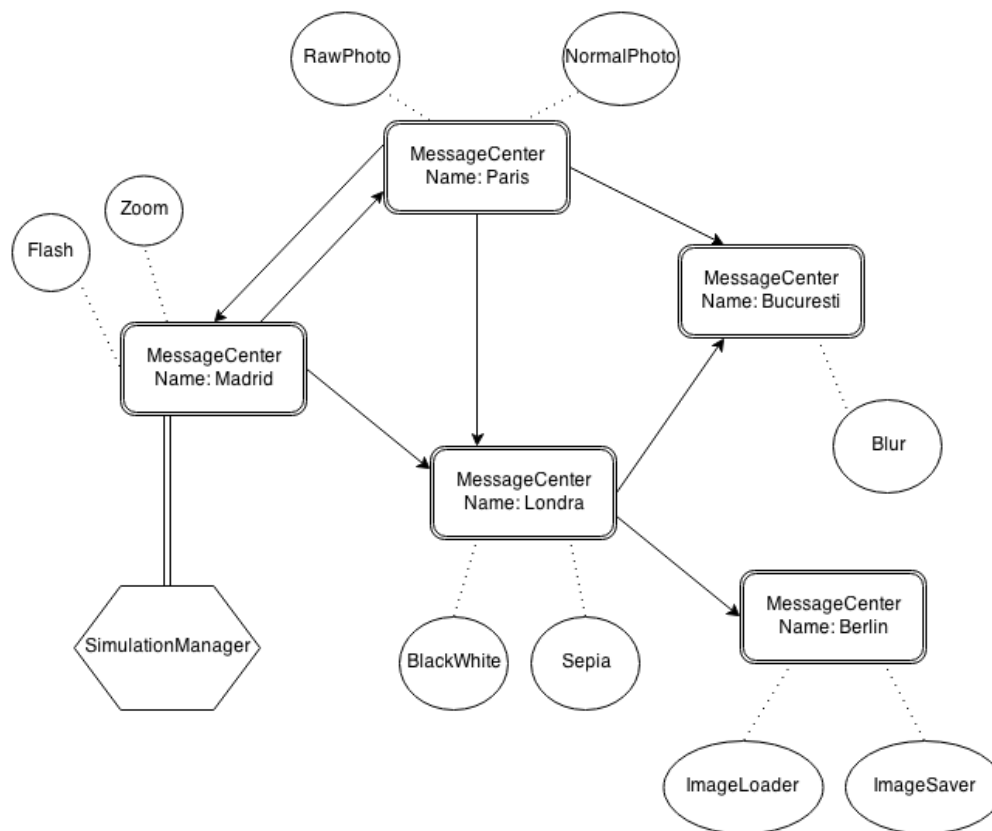 RawPhoto
NormalPhoto
MessageCenter
Name: Paris
Zoom
Flash
MessageCenter
Name: Bucuresti
MessageCenter
Name: Madrid
Blur
MessageCenter
Name: Londra
MessageCenter
Name: Berlin
SimulationManager
BlackWhite
Sepia
ImageLoader
ImageSaver